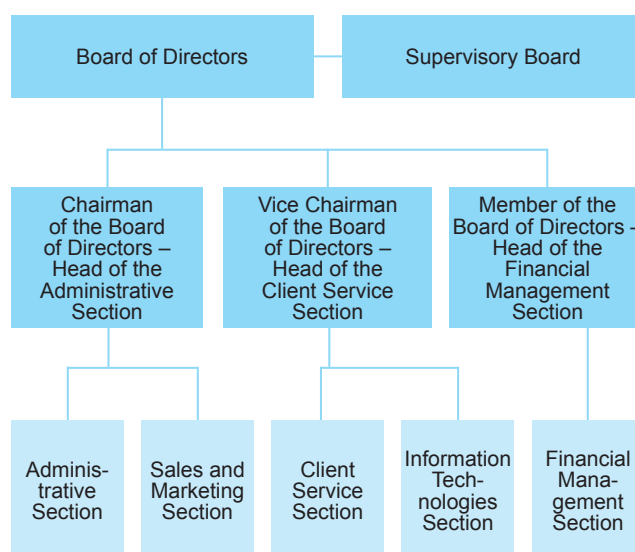 Board of Directors
Supervisory Board
Chairman
of the Board
of Directors –
Head of the
Administrative
Section
Vice Chairman
of the Board
of Directors –
Head of the
Client Service
Section
Member of the
Board of Directors -
Head of the
Financial
Management
Section
Adminis-
trative
Section
Sales and
Marketing
Section
Client
Service
Section
Information
Tech-
nologies
Section
Financial
Mana-
gement
Section